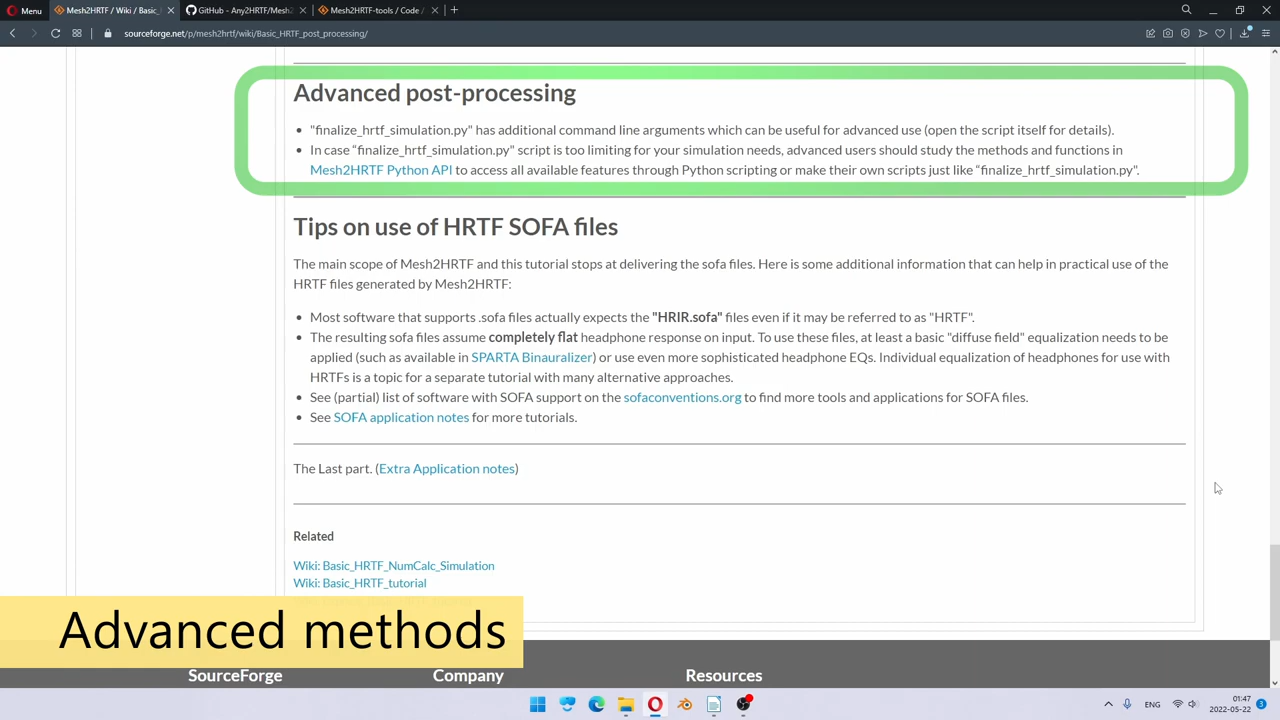 Menu
Mesh2HRTF / Wiki / Basic_
GitHub - Any2HRTF/Mesh2
Mesh2HRTF-tools / Code /
sourceforge.net/p/mesh2hrtf/wiki/Basic_HRTF_post_processing/
Advanced post-processing
"finalize_hrtf_simulation.py" has additional command line arguments which can be useful for advanced use (open the script itself for details).
In case “finalize_hrtf_simulation.py” script is too limiting for your simulation needs, advanced users should study the methods and functions in
Mesh2HRTF Python API to access all available features through Python scripting or make their own scripts just like “finalize_hrtf_simulation.py”.
Tips on use of HRTF SOFA files
The main scope of Mesh2HRTF and this tutorial stops at delivering the sofa files. Here is some additional information that can help in practical use of the
HRTF files generated by Mesh2HRTF:
Most software that supports .sofa files actually expects the "HRIR.sofa" files even if it may be referred to as "HRTF".
The resulting sofa files assume completely flat headphone response on input. To use these files, at least a basic "diffuse field" equalization needs to be
applied (such as available in SPARTA Binauralizer) or use even more sophisticated headphone EQs. Individual equalization of headphones for use with
HRTFs is a topic for a separate tutorial with many alternative approaches.
See (partial) list of software with SOFA support on the sofaconventions.org to find more tools and applications for SOFA files.
See SOFA application notes for more tutorials.
The Last part. (Extra Application notes)
Related
Wiki: Basic_HRTF_NumCalc_Simulation
Wiki: Basic_HRTF_tutorial
Advanced methods
SourceForge
Company
Resources
ENG
01:47
2022-05-22
3